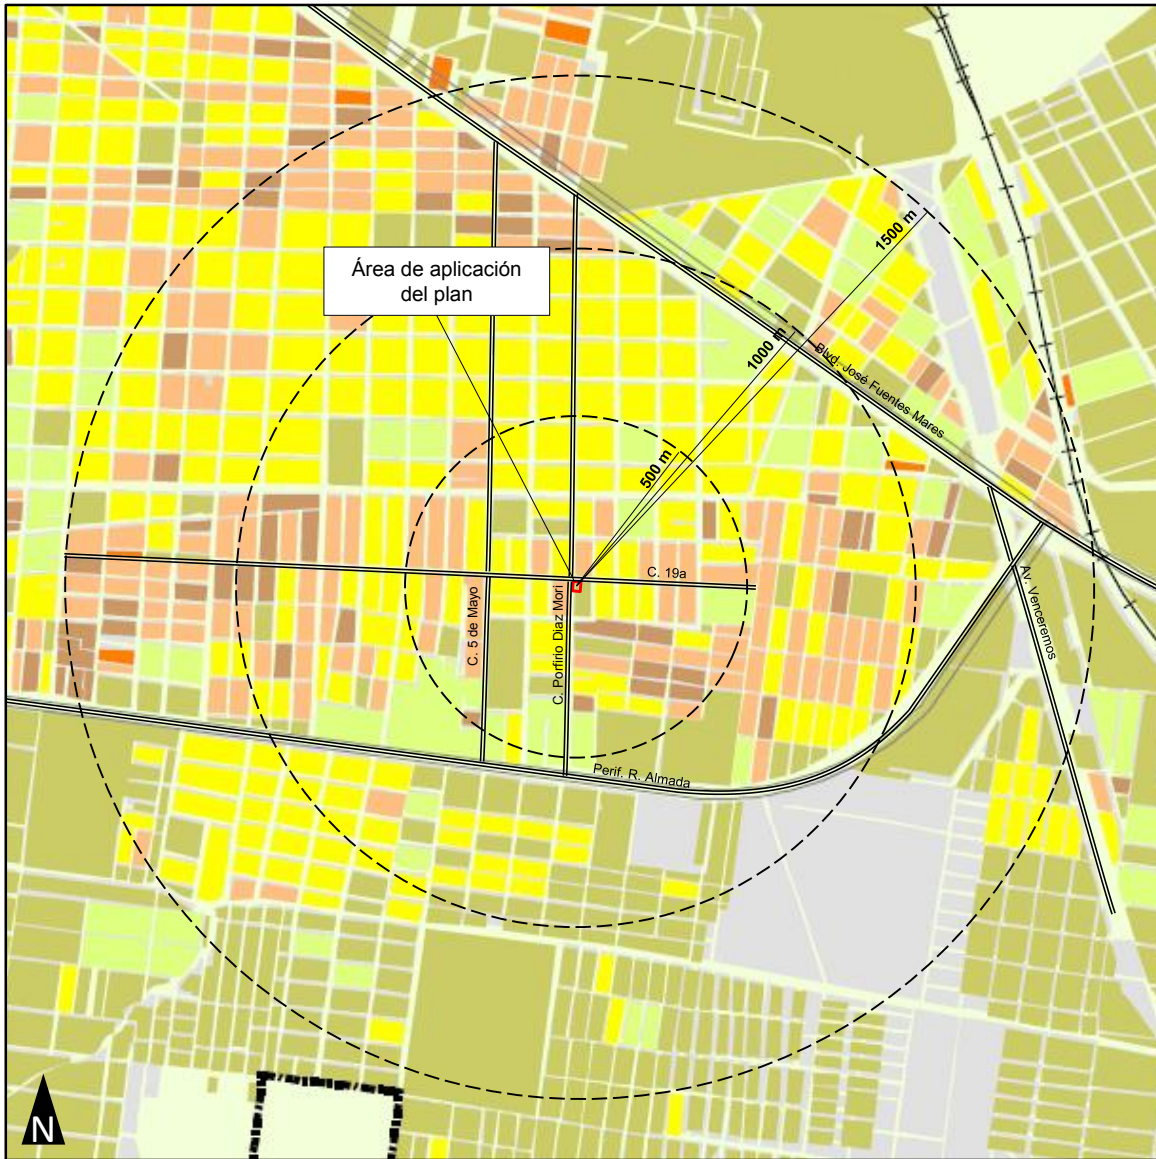 1500 m
Área de aplicación
del plan
1000 m
Blvd. José Fuentes Mares
500 m
C. 19a
Av. Venceremos
C. 5 de Mayo
C. Porfirio Diaz Mori
Perif. R. Almada
N